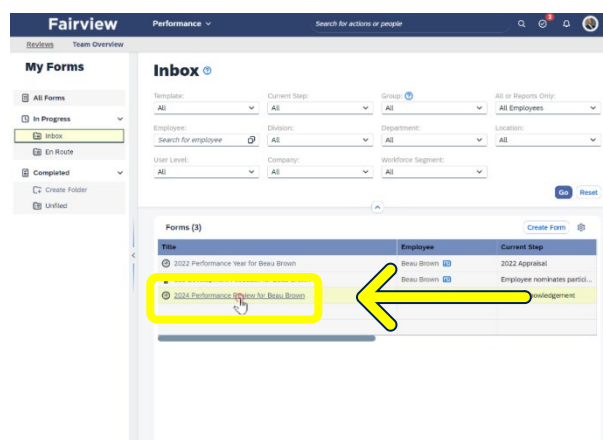 Fairview Performance Search for actions or people 3
Reviews Team Overview
My Forms
All Forms
In Progress
Inbox
En Route
Completed
Create Folder
Unfiled
Inbox
Template: Current Step: Group: All or Reports Only:
All All All All Employees
Employee: Division: Department: Location:
Search for employee All All All
User Level: Company: Workforce Segment:
All All All
Go Reset
Forms (3) Create Form
Title Employee Current Step
2022 Performance Year for Beau Brown Beau Brown 2022 Appraisal
Beau Brown Employee nominates partici...
2024 Performance Review for Beau Brown